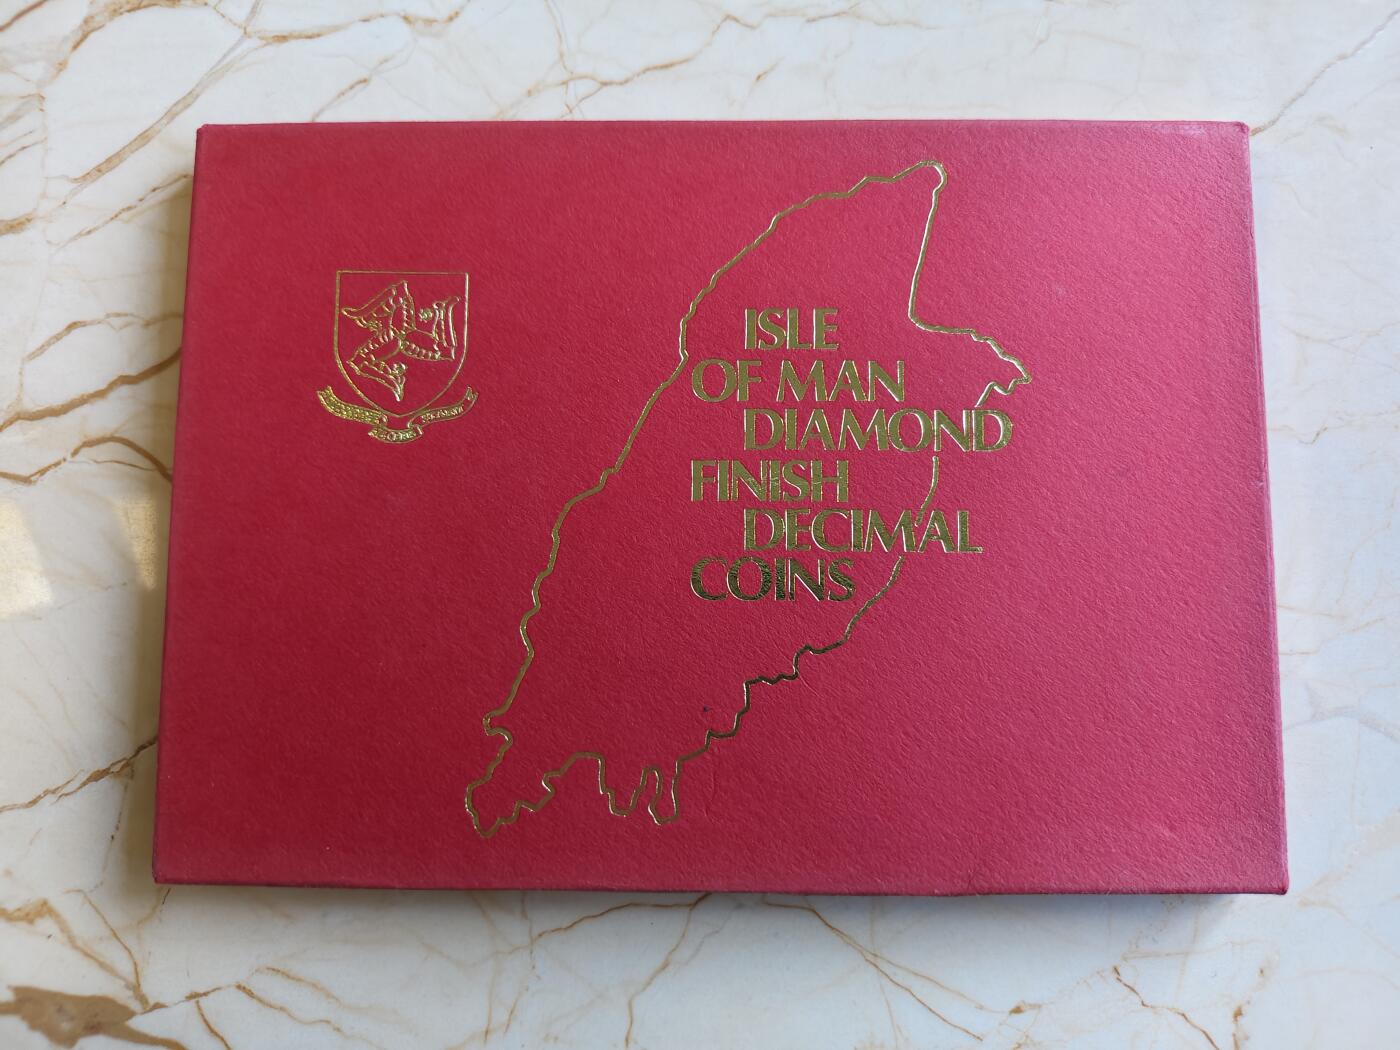 ISLE
OF MAN
DIAMOND
FINISH
DECIMAL
COINS